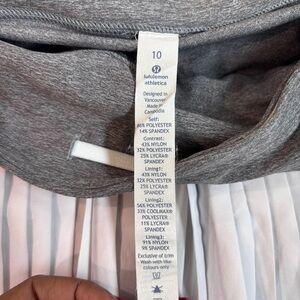 10
lululemon
athletica
Designed in
Vancouver
Made in
Cambodia
Self:
86% POLYESTER
14% SPANDEX
Contrast:
43% NYLON
32% POLYESTER
25% LYCRA®
SPANDEX
Lining1:
43% NYLON
32% POLYESTER
25% LYCRA®
SPANDEX
Lining2:
56% POLYESTER
33% COOLMAX®
POLYESTER
11% LYCRA®
SPANDEX
Lining3:
91% NYLON
9% SPANDEX
Exclusive of trim
Wash with like
colours only